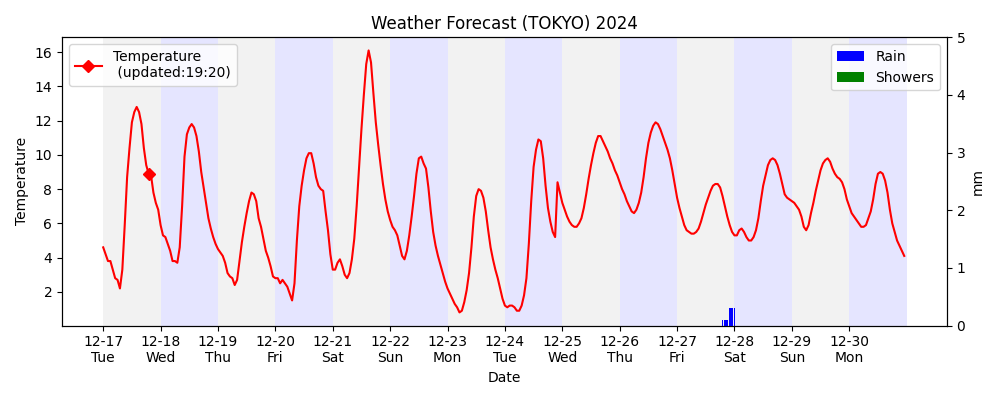 Weather Forecast (TOKYO) 2024
Temperature
(updated:19:20)
Rain
Showers
Temperature
16
14
12
10
8
6
4
2
5
4
3
2
1
0
mm
12-17 12-18 12-19 12-20 12-21 12-22 12-23 12-24 12-25 12-26 12-27 12-28 12-29 12-30
Tue Wed Thu Fri Sat Sun Mon Tue Wed Thu Fri Sat Sun Mon
Date